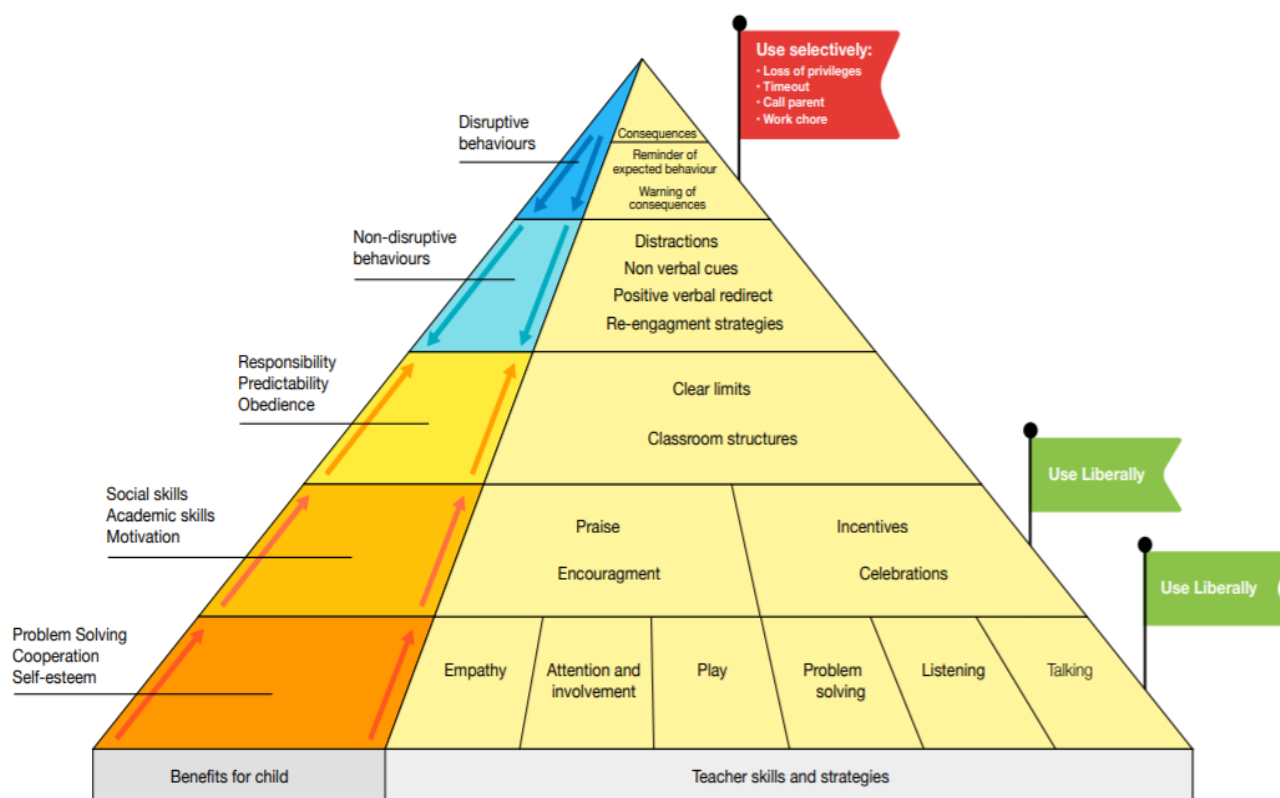 Use selectively:
• Loss of privileges
• Timeout
• Call parent
• Work chore
Disruptive
behaviours
Consequences
Reminder of
expected behaviour
Warning of
consequences
Non-disruptive
behaviours
Distractions
Non verbal cues
Positive verbal redirect
Re-engagment strategies
Responsibility
Predictability
Obedience
Clear limits
Classroom structures
Use Liberally
Social skills
Academic skills
Motivation
Praise
Encouragment
Incentives
Celebrations
Use Liberally
Problem Solving
Cooperation
Self-esteem
Empathy
Attention and
involvement
Play
Problem
solving
Listening
Talking
Benefits for child
Teacher skills and strategies